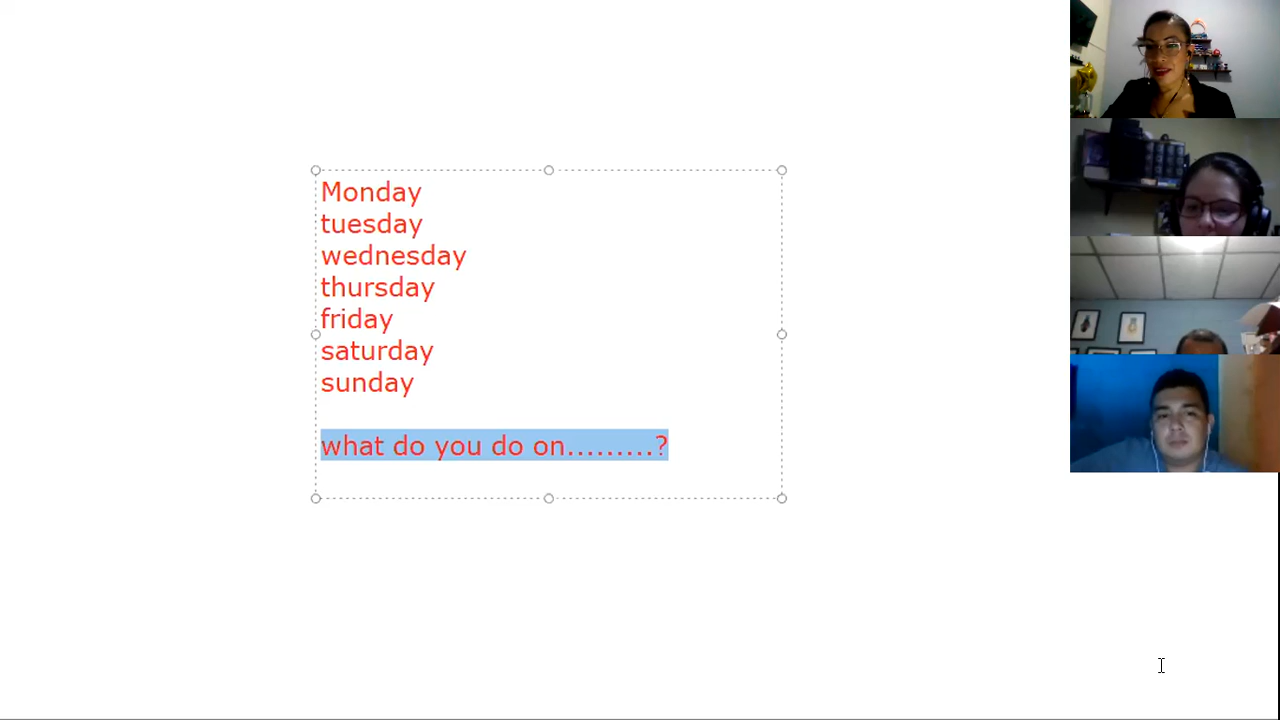 Monday
tuesday
wednesday
thursday
friday
saturday
sunday
what do you do on.........?